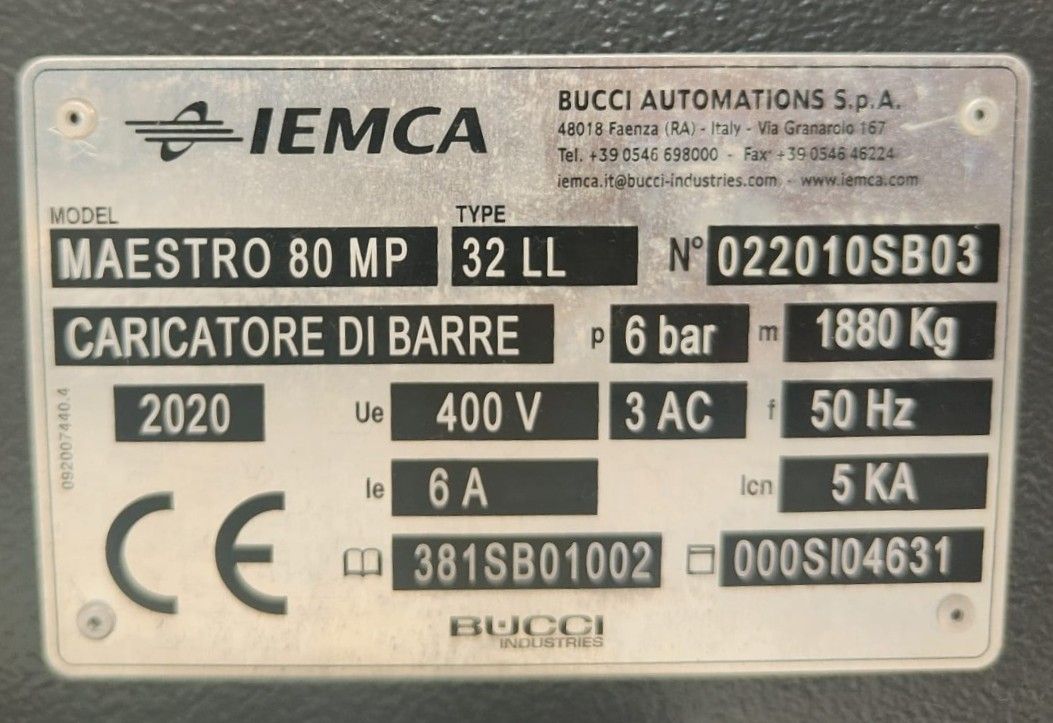 IEMCA
BUCCI AUTOMATIONS S.p.A.
48018 Faenza (RA) - Italy - Via Granarolo 167
Tel. +39 0546 698000 - Fax +39 0546 46224
iemca.it@bucci-industries.com - www.iemca.com
MODEL TYPE
MAESTRO 80 MP 32 LL N° 022010SB03
CARICATORE DI BARRE p 6 bar m 1880 Kg
2020 Ue 400 V 3 AC f 50 Hz
092007440.4
Ie 6 A Icn 5 KA
CE
381SB01002 000SI04631
BUCCI
INDUSTRIES